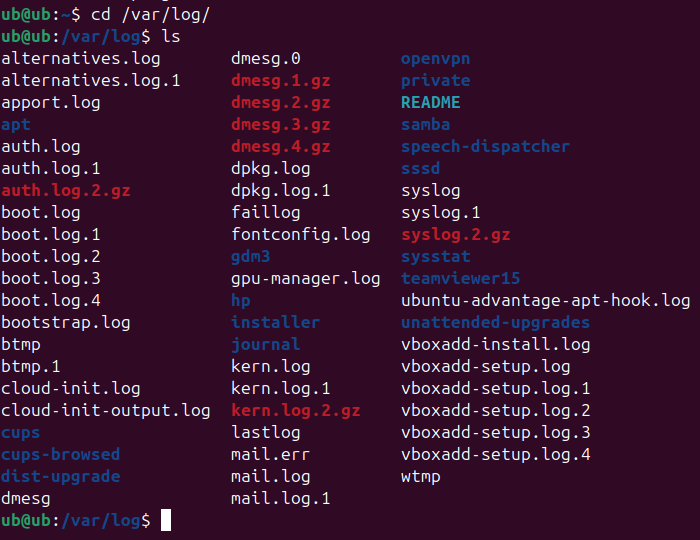 ub@ub:~$ cd /var/log/
ub@ub:/var/log$ ls
alternatives.log dmesg.0 openvpn
alternatives.log.1 dmesg.1.gz private
apport.log dmesg.2.gz README
apt dmesg.3.gz samba
auth.log dmesg.4.gz speech-dispatcher
auth.log.1 dpkg.log sssd
auth.log.2.gz dpkg.log.1 syslog
boot.log faillog syslog.1
boot.log.1 fontconfig.log syslog.2.gz
boot.log.2 gdm3 sysstat
boot.log.3 gpu-manager.log teamviewer15
boot.log.4 hp ubuntu-advantage-apt-hook.log
bootstrap.log installer unattended-upgrades
btmp journal vboxadd-install.log
btmp.1 kern.log vboxadd-setup.log
cloud-init.log kern.log.1 vboxadd-setup.log.1
cloud-init-output.log kern.log.2.gz vboxadd-setup.log.2
cups lastlog vboxadd-setup.log.3
cups-browsed mail.err vboxadd-setup.log.4
dist-upgrade mail.log wtmp
dmesg mail.log.1
ub@ub:/var/log$